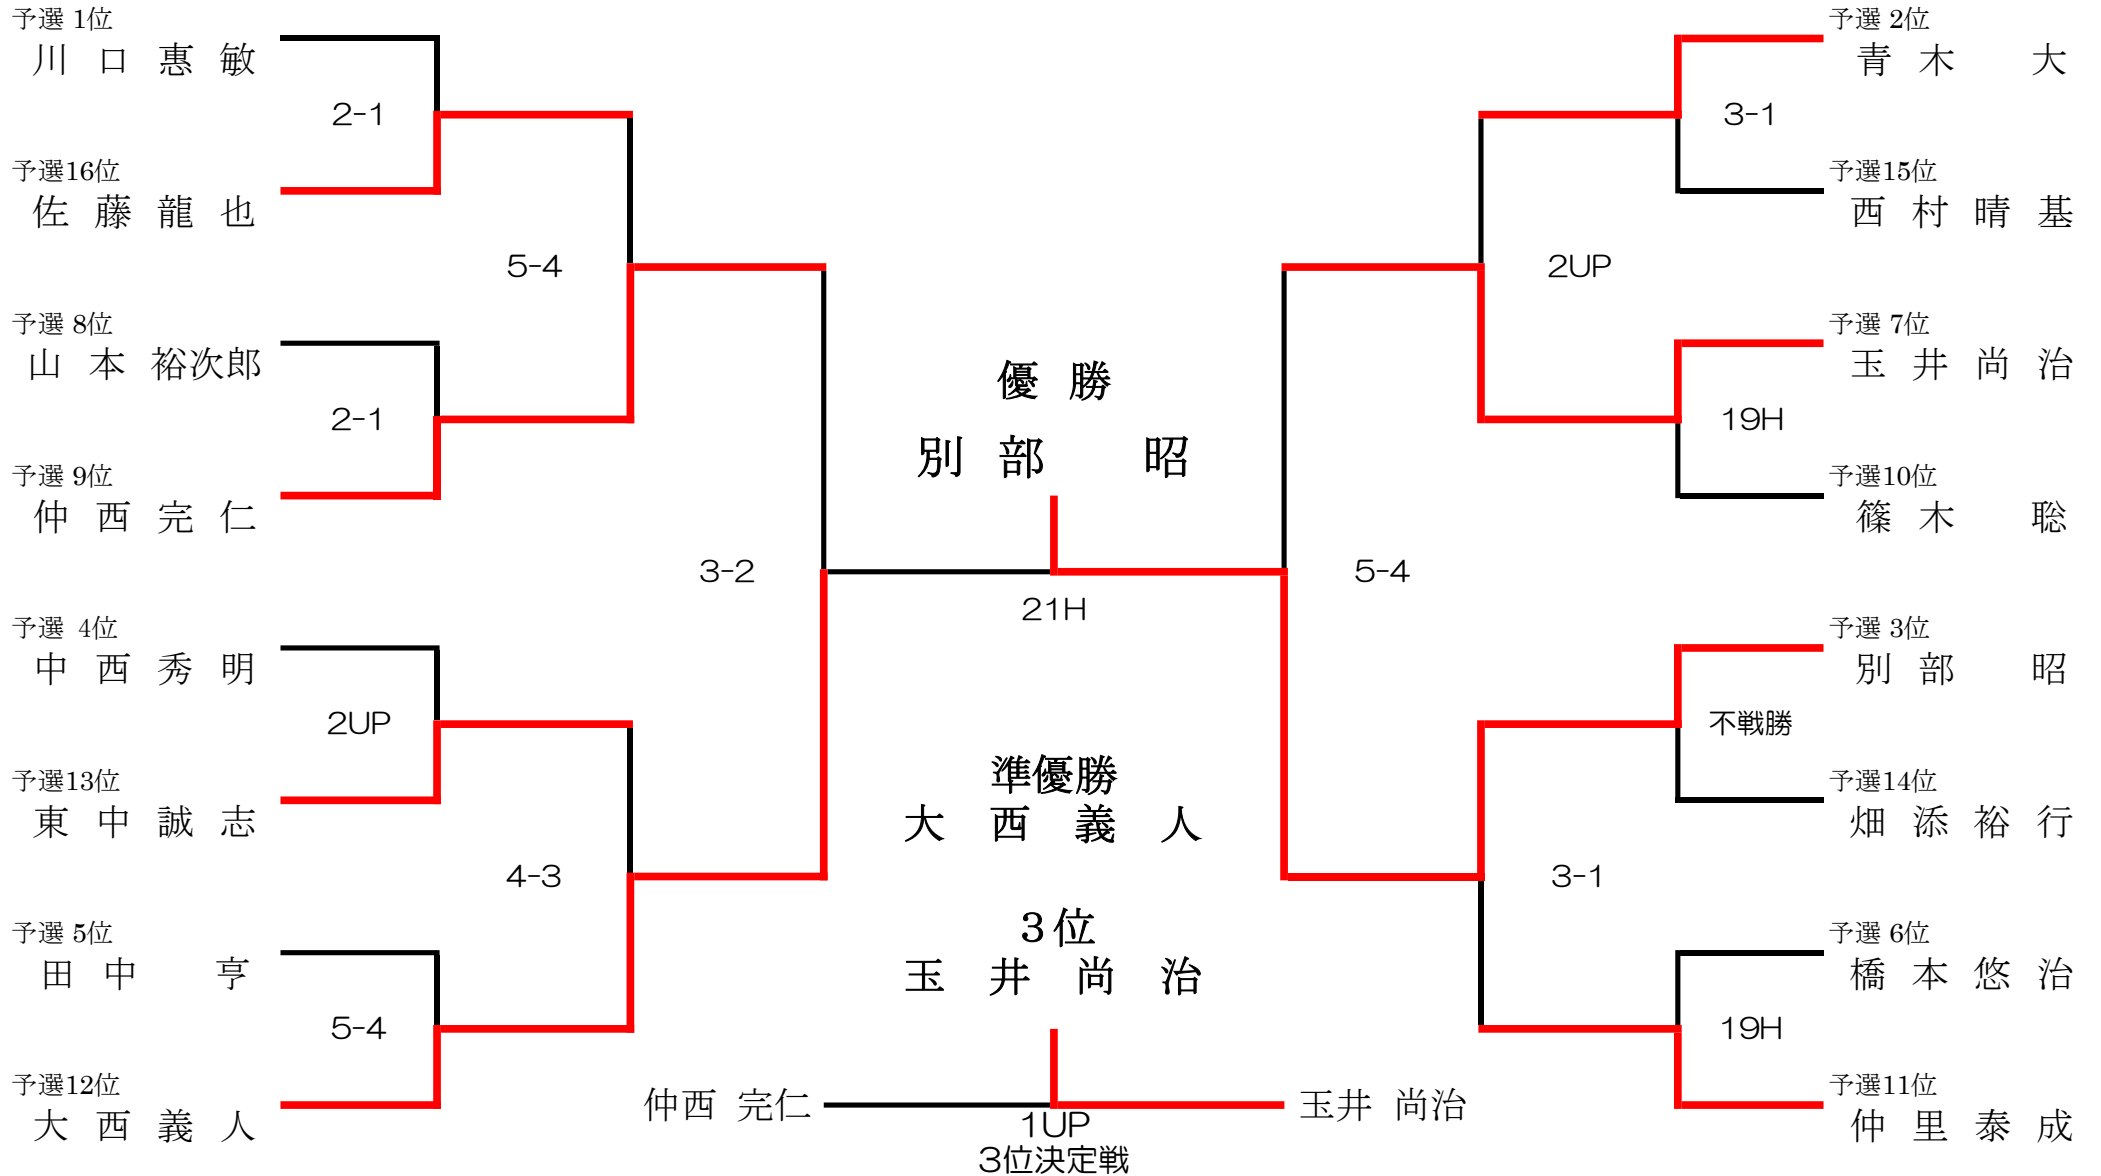 予選 1位
川口惠敏
2-1
予選16位
佐藤龍也
5-4
予選 8位
山本裕次郎
2-1
予選 9位
仲西完仁
3-2
予選 4位
中西秀明
2UP
予選13位
東中誠志
4-3
予選 5位
田中 亨
5-4
予選12位
大西義人
優勝
別部 昭
21H
準優勝
大西義人
3位
玉井尚治
仲西 完仁
玉井 尚治
1UP
3位決定戦
予選 2位
青木 大
3-1
予選15位
西村晴基
2UP
予選 7位
玉井尚治
19H
予選10位
篠木 聡
5-4
予選 3位
別部 昭
不戦勝
予選14位
畑添裕行
3-1
予選 6位
橋本悠治
19H
予選11位
仲里泰成